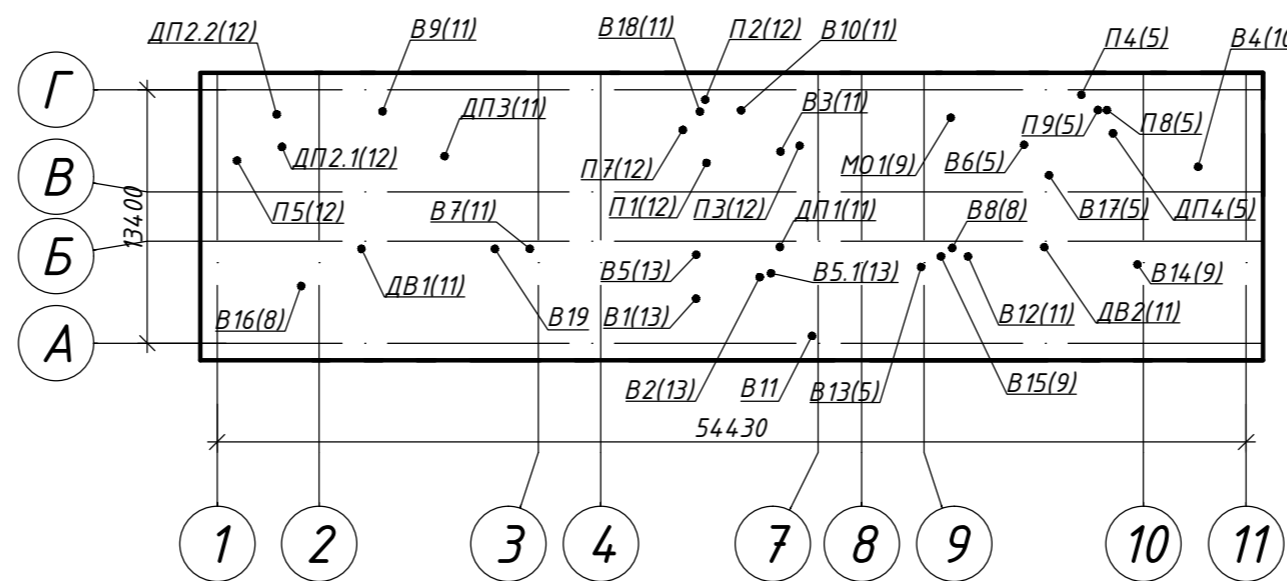 ДП2.2(12)
В9(11)
В18(11)
П2(12)
В10(11)
П4(5)
В4(10
Г
ДП3(11)
В3(11)
П9(5)
П8(5)
ДП2.1(12)
П7(12)
МО1(9)
В6(5)
В
П5(12)
В7(11)
П1(12)
П3(12)
ДП1(11)
В8(8)
В17(5)
ДП4(5)
13400
Б
В5(13)
В5.1(13)
В14(9)
ДВ1(11)
В16(8)
В19
В1(13)
В12(11)
ДВ2(11)
А
В2(13)
В11
В13(5)
В15(9)
54430
1
2
3
4
7
8
9
10
11